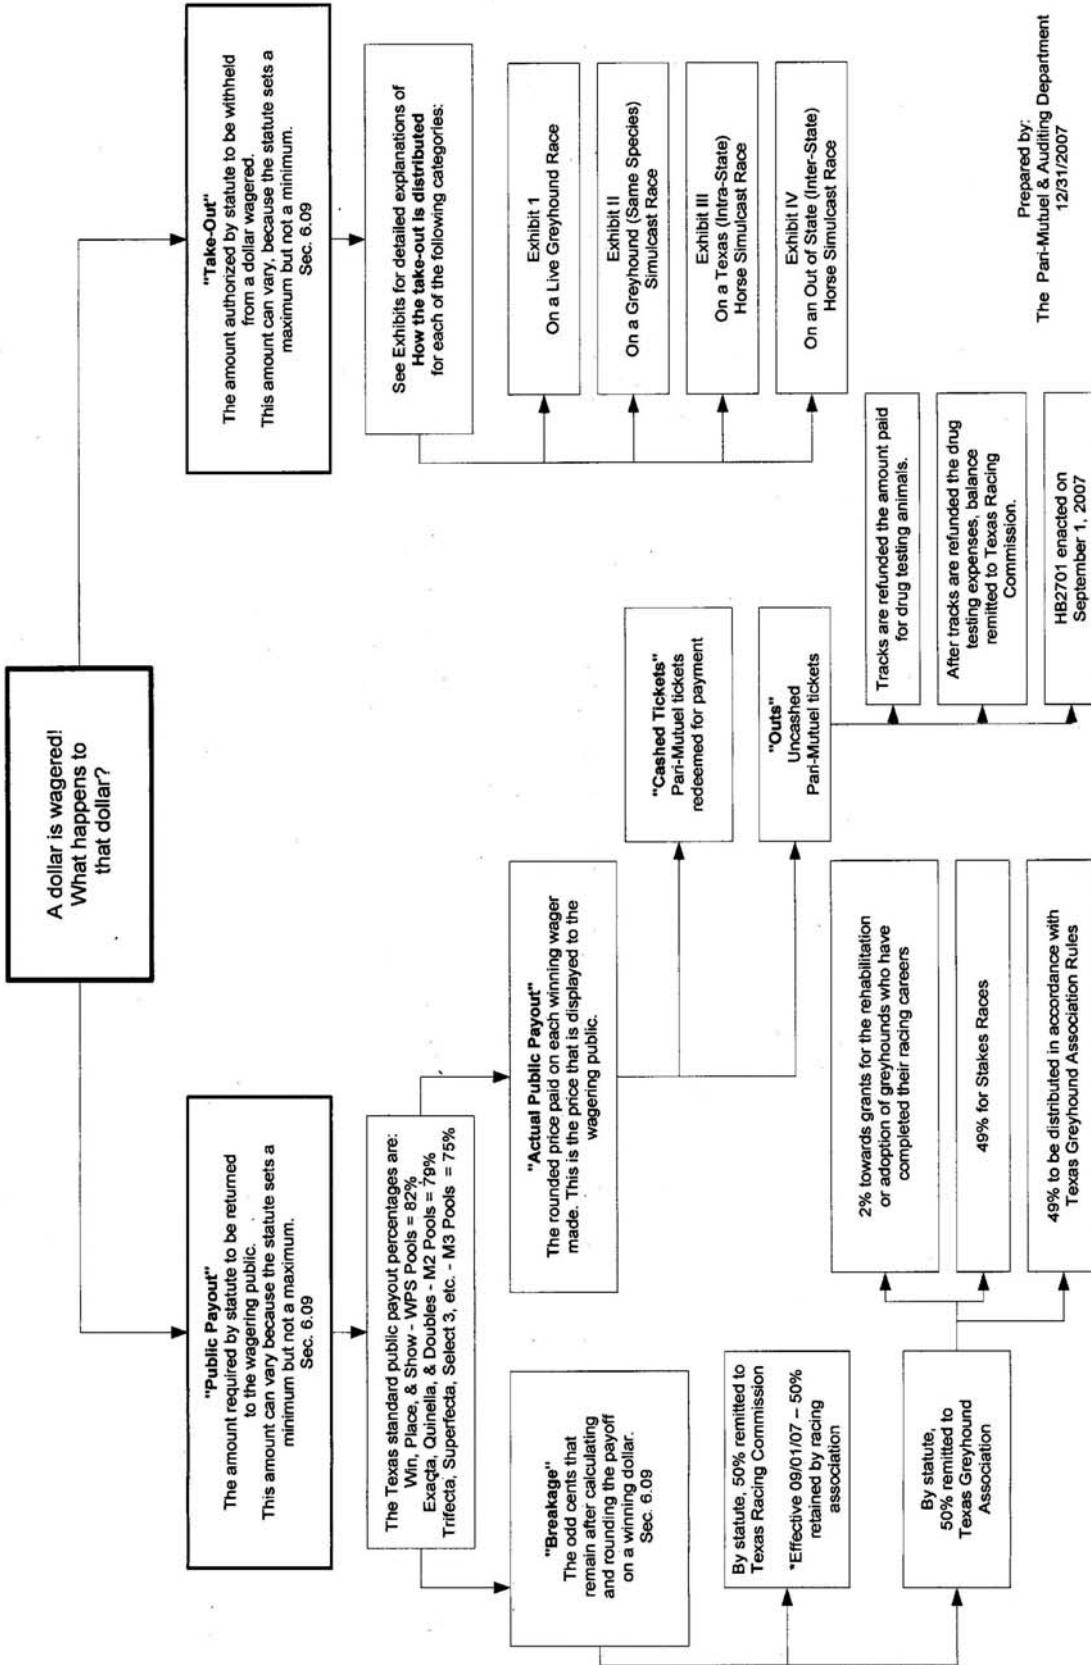 A dollar is wagered!
What happens to
that dollar?
"Public Payout"
The amount required by statute to be returned
to the wagering public.
This amount can vary because the statute sets a
minimum but not a maximum.
Sec. 6.09
The Texas standard public payout percentages are:
Win, Place, & Show - WPS Pools = 82%
Exacta, Quinella, & Doubles - M2 Pools = 79%
Trifecta, Superfecta, Select 3, etc. - M3 Pools = 75%
"Breakage"
The odd cents that
remain after calculating
and rounding the payoff
on a winning dollar.
Sec. 6.09
By statute, 50% remitted to
Texas Racing Commission
*Effective 09/01/07 – 50%
retained by racing
association
By statute,
50% remitted to
Texas Greyhound
Association
2% towards grants for the rehabilitation
or adoption of greyhounds who have
completed their racing careers
49% for Stakes Races
49% to be distributed in accordance with
Texas Greyhound Association Rules
"Actual Public Payout"
The rounded price paid on each winning wager
made. This is the price that is displayed to the
wagering public.
"Cashed Tickets"
Pari-Mutuel tickets
redeemed for payment
"Outs"
Uncashed
Pari-Mutuel tickets
Tracks are refunded the amount paid
for drug testing animals.
After tracks are refunded the drug
testing expenses, balance
remitted to Texas Racing
Commission.
HB2701 enacted on
September 1, 2007
"Take-Out"
The amount authorized by statute to be withheld
from a dollar wagered.
This amount can vary, because the statute sets a
maximum but not a minimum.
Sec. 6.09
See Exhibits for detailed explanations of
How the take-out is distributed
for each of the following categories:
Exhibit 1
On a Live Greyhound Race
Exhibit II
On a Greyhound (Same Species)
Simulcast Race
Exhibit III
On a Texas (Intra-State)
Horse Simulcast Race
Exhibit IV
On an Out of State (Inter-State)
Horse Simulcast Race
Prepared by:
The Pari-Mutuel & Auditing Department
12/31/2007